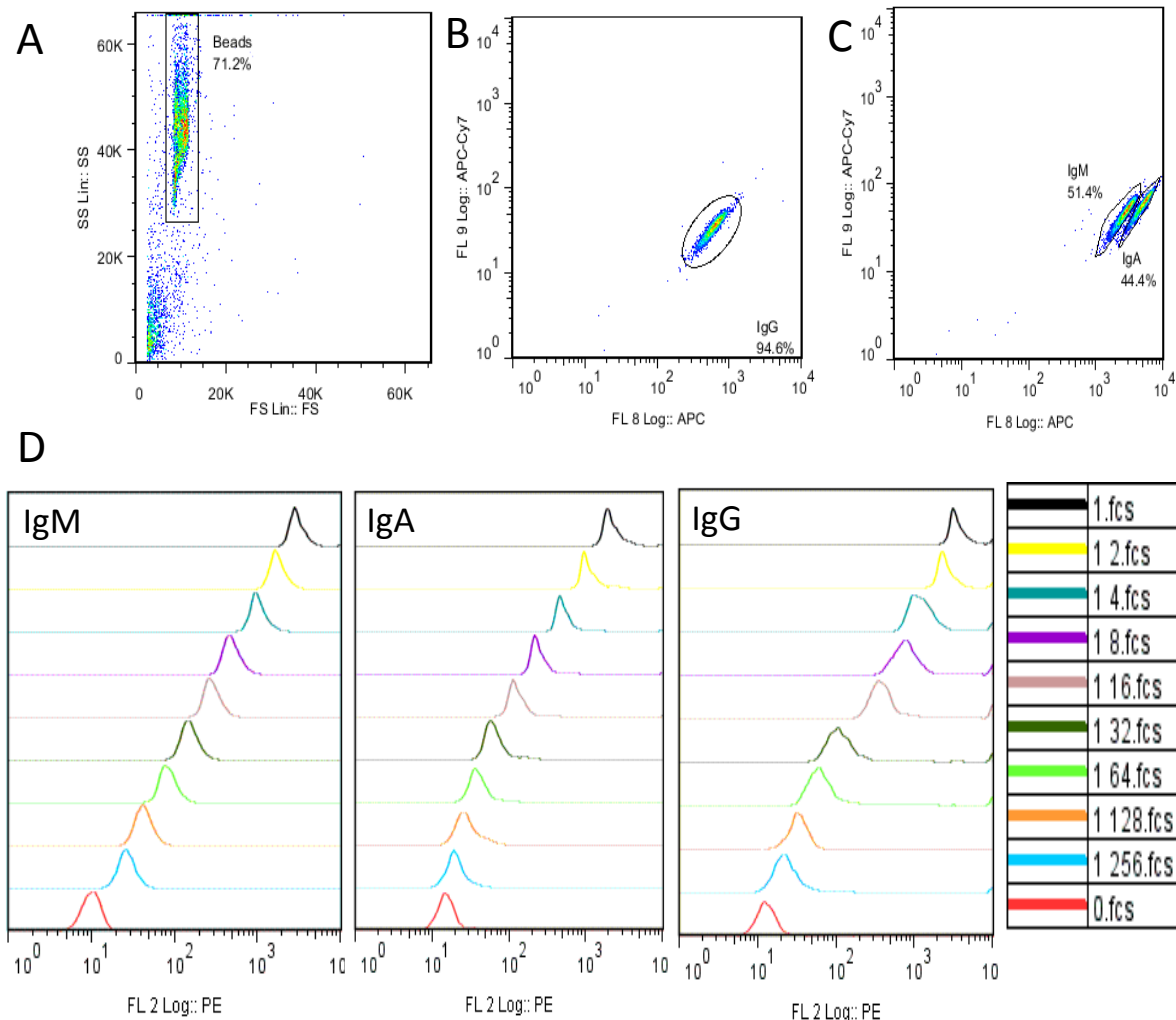 A
60K
40K
20K
0
SS Lin:: SS
Beads
71.2%
0 20K 40K 60K
FS Lin:: FS
B
10^4
10^3
10^2
10^1
10^0
FL 9 Log:: APC-Cy7
IgG
94.6%
10^0 10^1 10^2 10^3 10^4
FL 8 Log:: APC
C
10^4
10^3
10^2
10^1
10^0
FL 9 Log:: APC-Cy7
IgM
51.4%
IgA
44.4%
10^0 10^1 10^2 10^3 10^4
FL 8 Log:: APC
D
IgM
10^0 10^1 10^2 10^3 10
FL 2 Log:: PE
IgA
10^0 10^1 10^2 10^3 10
FL 2 Log:: PE
IgG
10^0 10^1 10^2 10^3 10
FL 2 Log:: PE
1.fcs
1 2.fcs
1 4.fcs
1 8.fcs
1 16.fcs
1 32.fcs
1 64.fcs
1 128.fcs
1 256.fcs
0.fcs